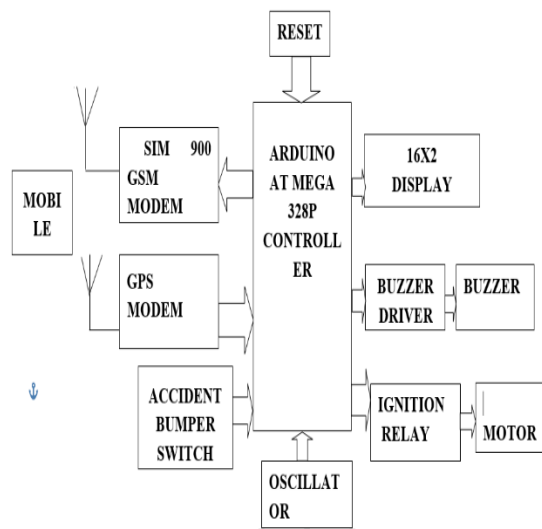 RESET
SIM 900
GSM
MODEM
ARDUINO
AT MEGA
328P
CONTROLL
ER
16X2
DISPLAY
MOBI
LE
GPS
MODEM
BUZZER
DRIVER
BUZZER
ACCIDENT
BUMPER
SWITCH
IGNITION
RELAY
MOTOR
OSCILLAT
OR